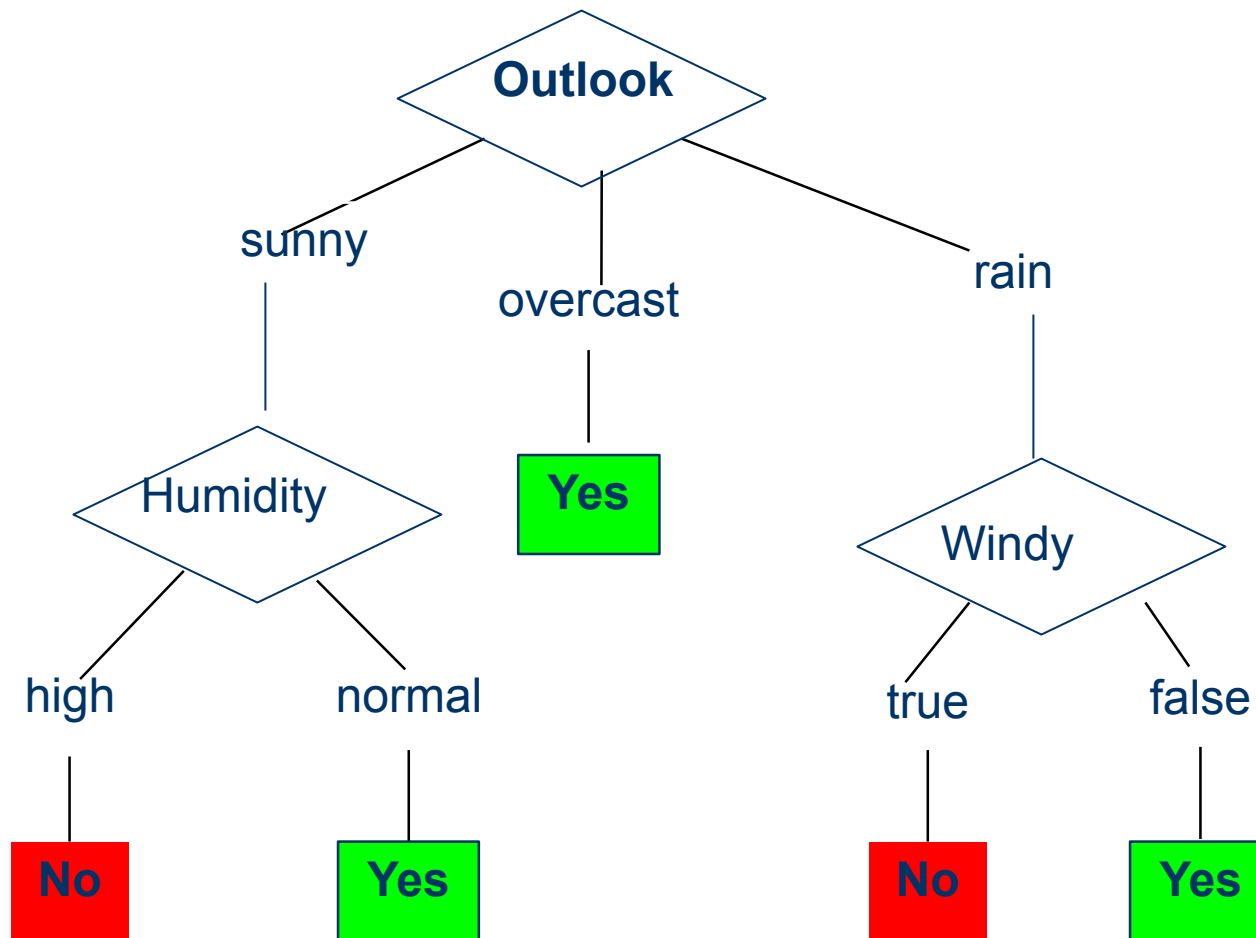 Outlook
sunny
overcast
rain
Humidity
Yes
Windy
high
normal
true
false
No
Yes
No
Yes